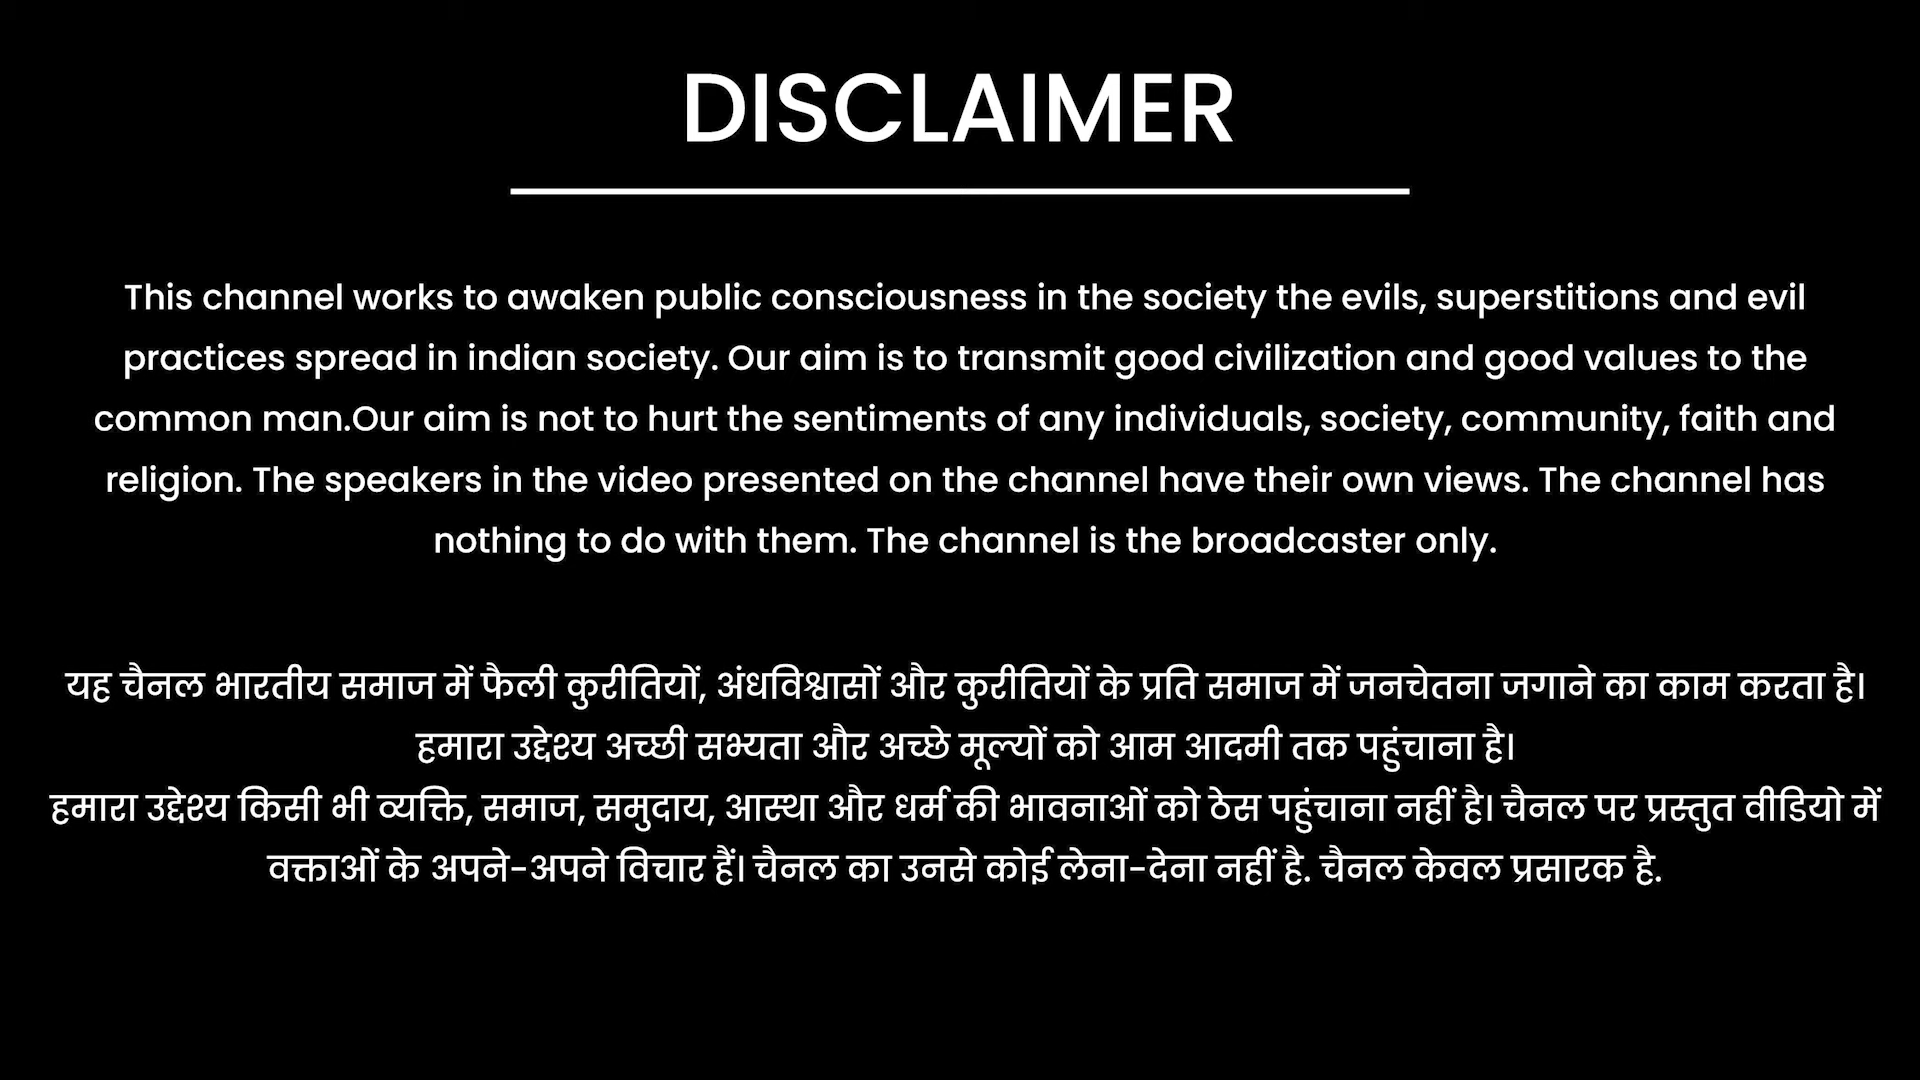 DISCLAIMER
This channel works to awaken public consciousness in the society the evils, superstitions and evil
practices spread in indian society. Our aim is to transmit good civilization and good values to the
common man.Our aim is not to hurt the sentiments of any individuals, society, community, faith and
religion. The speakers in the video presented on the channel have their own views. The channel has
nothing to do with them. The channel is the broadcaster only.
यह चैनल भारतीय समाज में फैली कुरीतियों, अंधविश्वासों और कुरीतियों के प्रति समाज में जनचेतना जगाने का काम करता है।
हमारा उद्देश्य अच्छी सभ्यता और अच्छे मूल्यों को आम आदमी तक पहुंचाना है।
हमारा उद्देश्य किसी भी व्यक्ति, समाज, समुदाय, आस्था और धर्म की भावनाओं को ठेस पहुंचाना नहीं है। चैनल पर प्रस्तुत वीडियो में
वक्ताओं के अपने-अपने विचार हैं। चैनल का उनसे कोई लेना-देना नहीं है. चैनल केवल प्रसारक है.